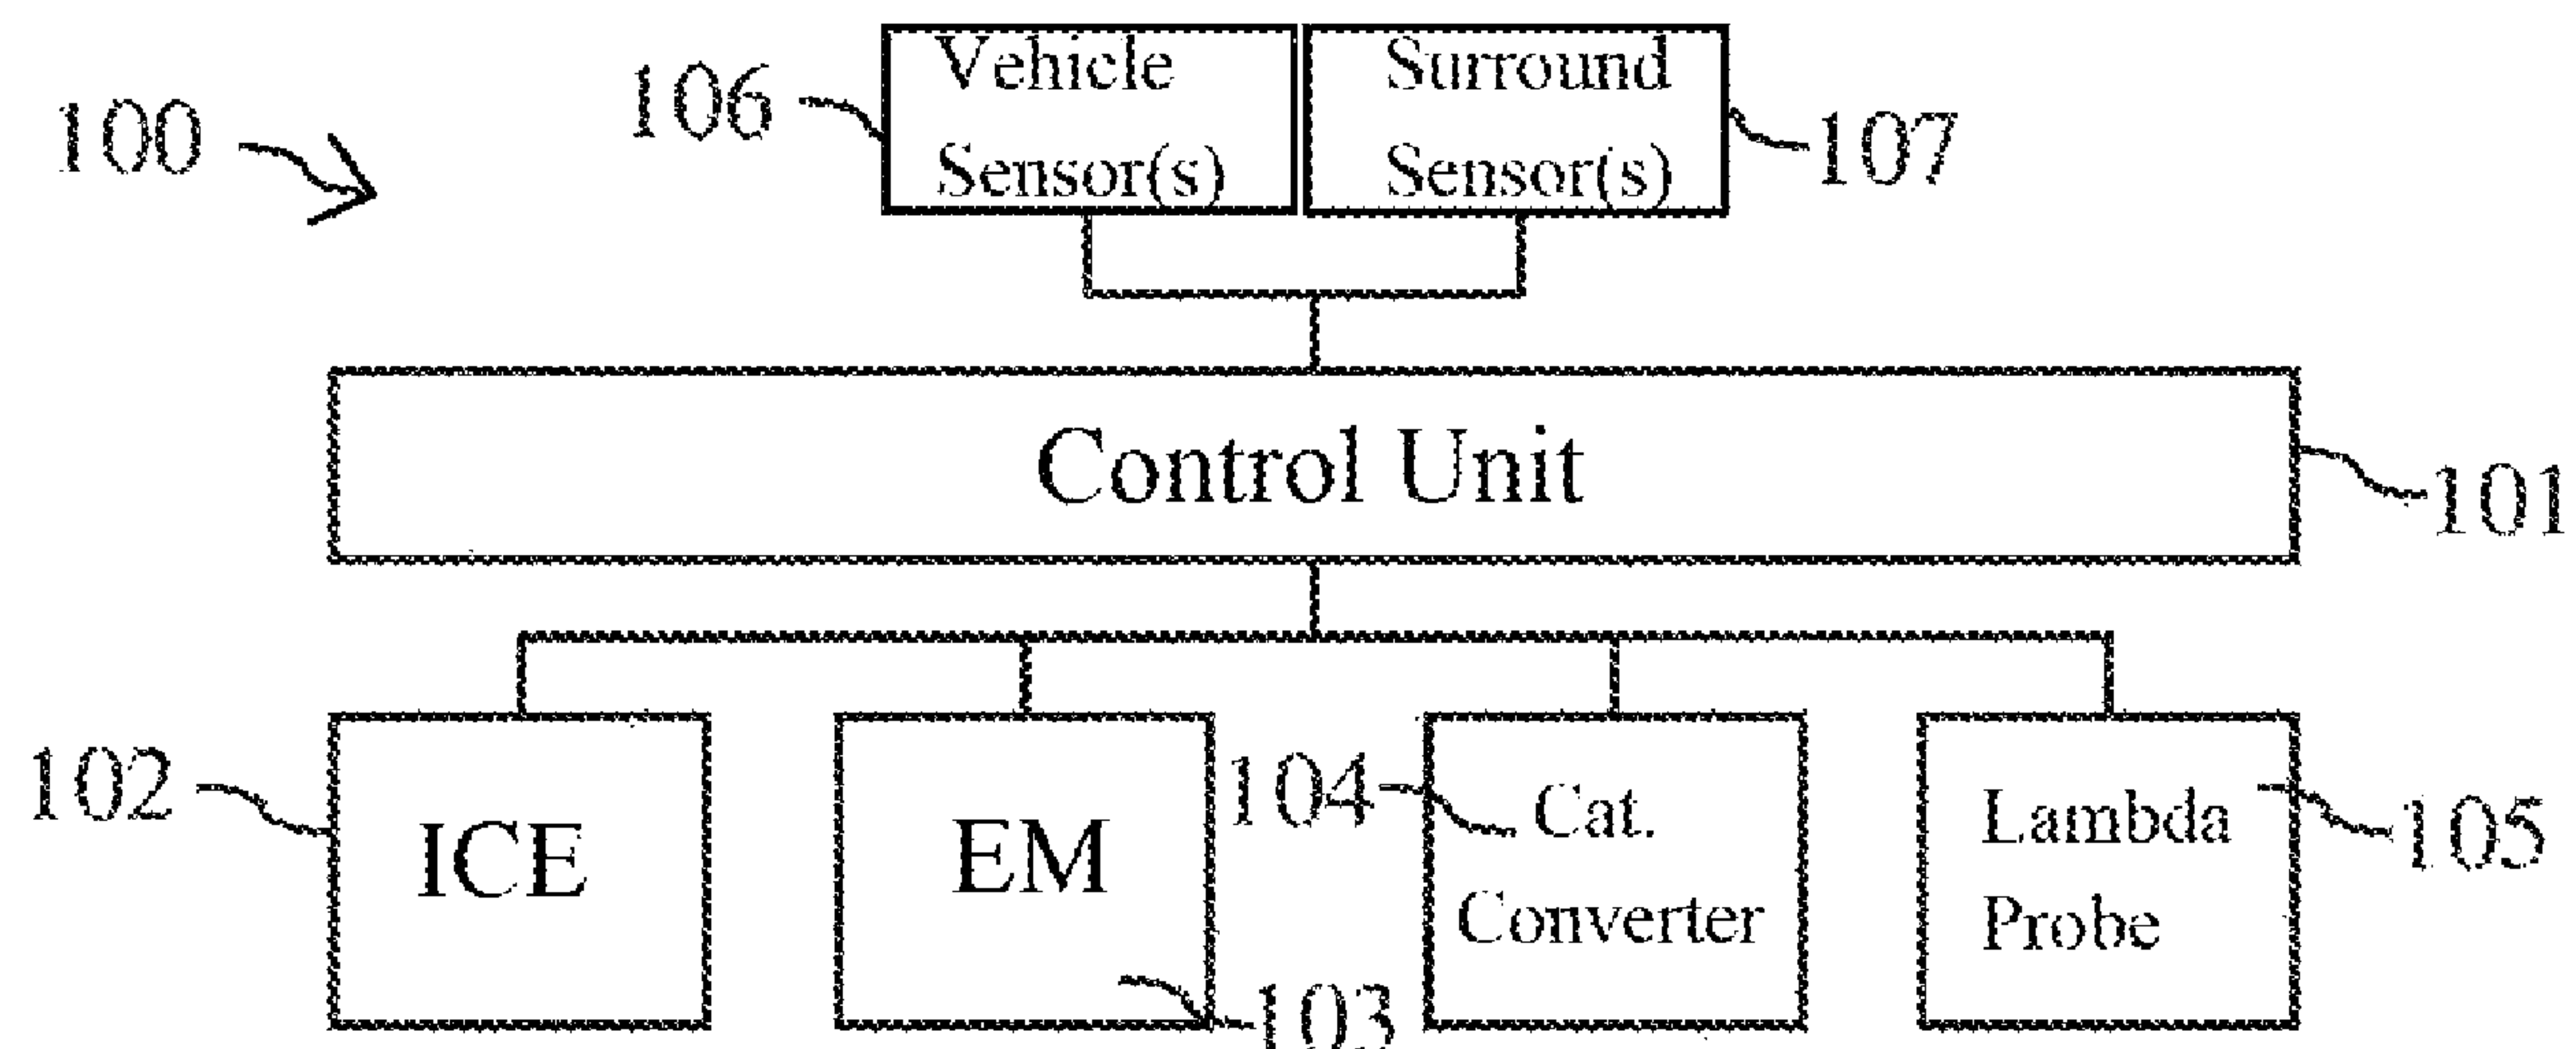 100
106
Vehicle
Sensor(s)
Surround
Sensor(s)
107
Control Unit
101
102
ICE
EM
103
104
Cat.
Converter
Lambda
Probe
105